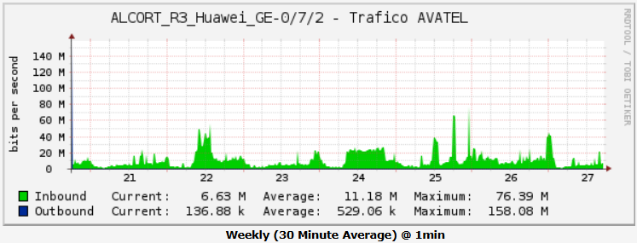 ALCORT_R3_Huawei_GE-0/7/2 - Trafico AVATEL
RRDTOOL / TOBI OETIKER
bits per second
140 M
120 M
100 M
80 M
60 M
40 M
20 M
0
21 22 23 24 25 26 27
Inbound Current: 6.63 M Average: 11.18 M Maximum: 76.39 M
Outbound Current: 136.88 k Average: 529.06 k Maximum: 158.08 M
Weekly (30 Minute Average) @ 1min